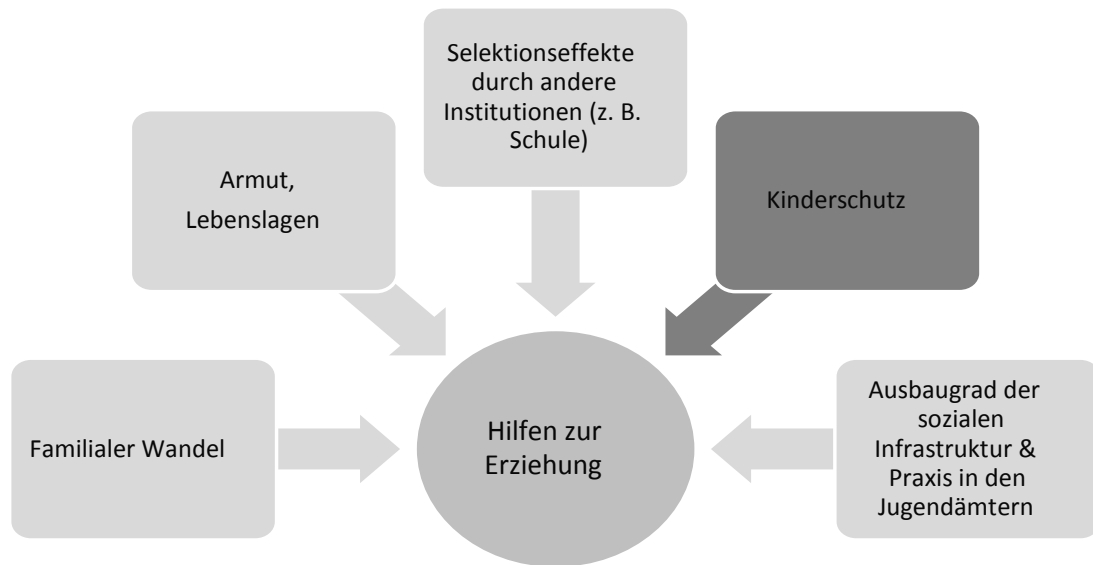 Selektionseffekte
durch andere
Institutionen (z. B.
Schule)
Armut,
Lebenslagen
Kinderschutz
Familialer Wandel
Hilfen zur
Erziehung
Ausbaugrad der
sozialen
Infrastruktur &
Praxis in den
Jugendämtern